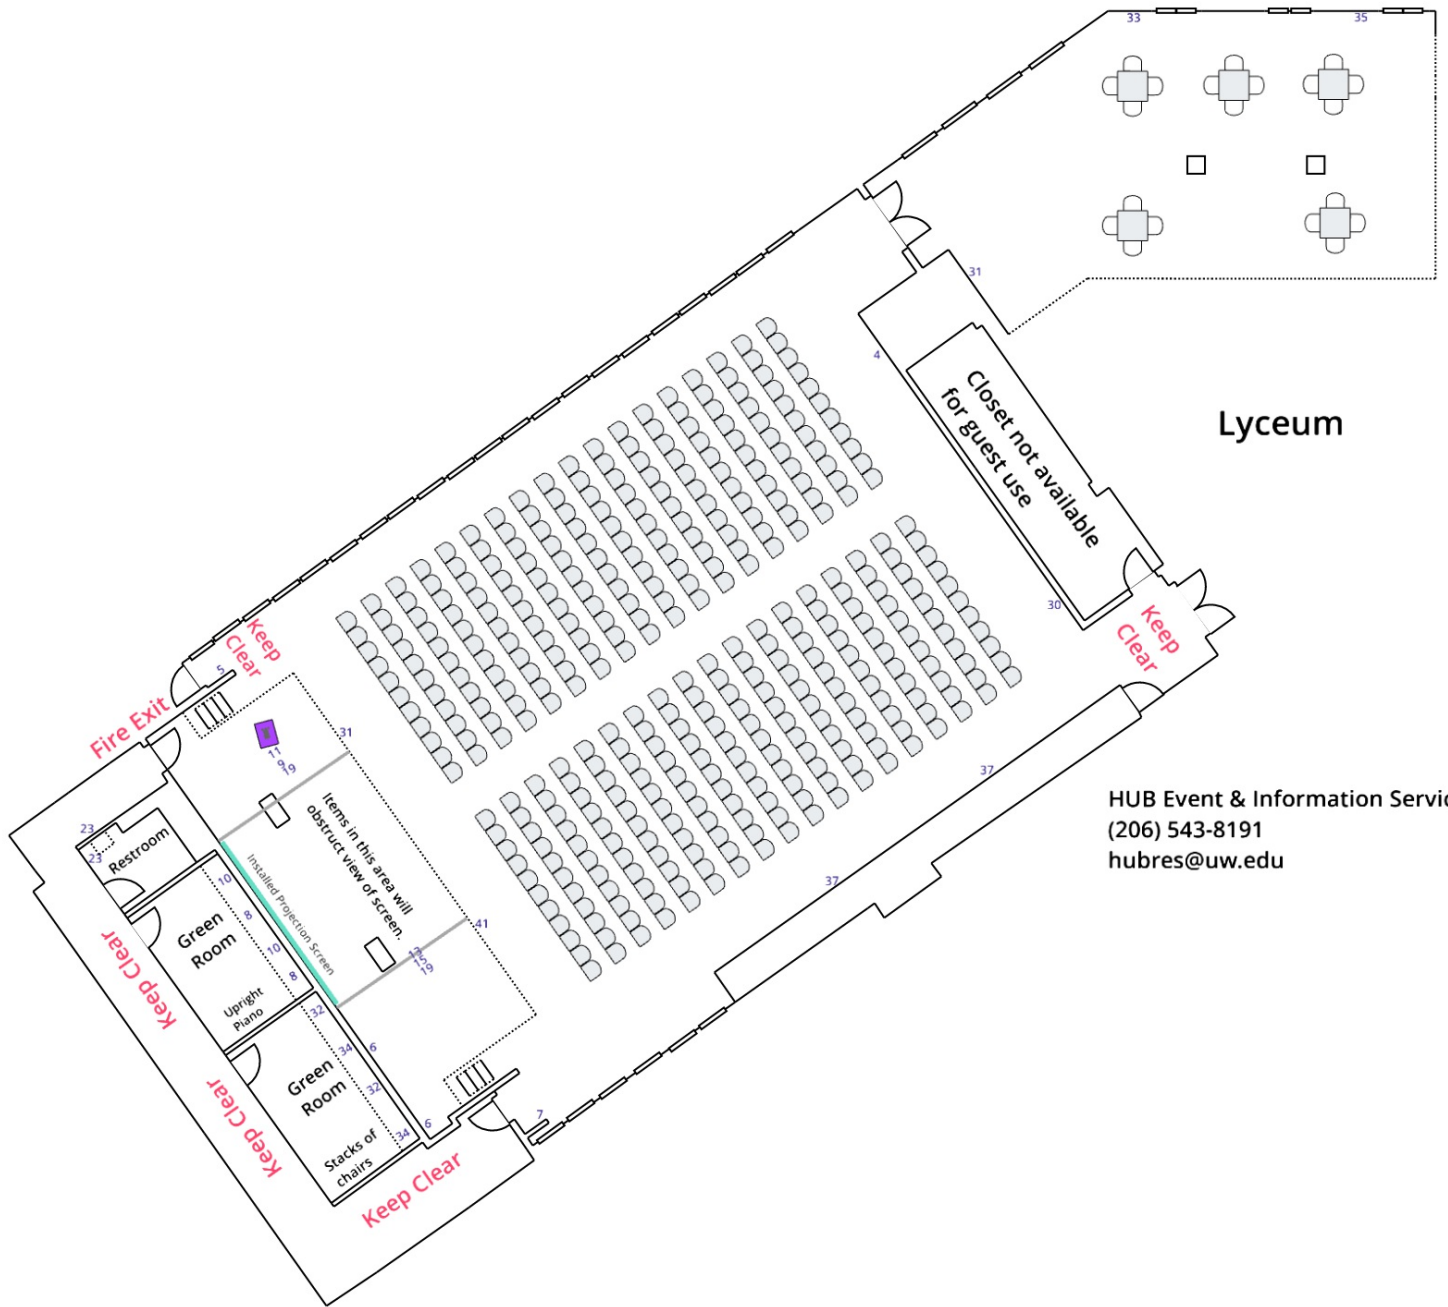 33
35
31
4
Closet not available
for guest use
Lyceum
30
Keep
Clear
Keep
Clear
5
Fire Exit
31
11
9
19
Items in this area will
obstruct view of screen.
Installed Projection Screen
41
37
37
HUB Event & Information Servic
(206) 543-8191
hubres@uw.edu
23
23
Restroom
10
8
10
8
Green
Room
Upright
Piano
Keep Clear
32
34
6
32
34
6
Green
Room
Stacks of
chairs
Keep Clear
Keep Clear
7